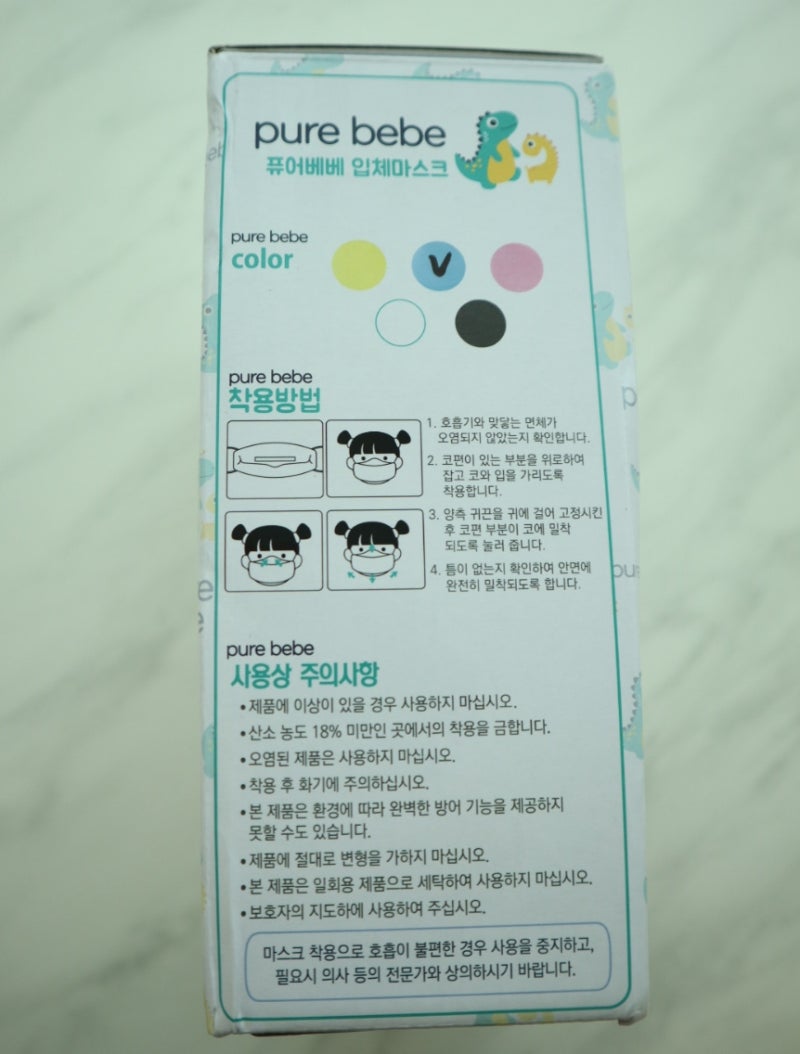 pure bebe
퓨어베베 입체마스크
pure bebe
color
V
pure bebe
착용방법
1. 호흡기와 맞닿는 면체가
오염되지 않았는지 확인합니다.
2. 코편이 있는 부분을 위로하여
잡고 코와 입을 가리도록
착용합니다.
3. 양측 귀끈을 귀에 걸어 고정시킨
후 코편 부분이 코에 밀착
되도록 눌러 줍니다.
4. 틈이 없는지 확인하여 안면에
완전히 밀착되도록 합니다.
pure bebe
사용상 주의사항
• 제품에 이상이 있을 경우 사용하지 마십시오.
• 산소 농도 18% 미만인 곳에서의 착용을 금합니다.
• 오염된 제품은 사용하지 마십시오.
• 착용 후 화기에 주의하십시오.
• 본 제품은 환경에 따라 완벽한 방어 기능을 제공하지
못할 수도 있습니다.
• 제품에 절대로 변형을 가하지 마십시오.
• 본 제품은 일회용 제품으로 세탁하여 사용하지 마십시오.
• 보호자의 지도하에 사용하여 주십시오.
마스크 착용으로 호흡이 불편한 경우 사용을 중지하고,
필요시 의사 등의 전문가와 상의하시기 바랍니다.